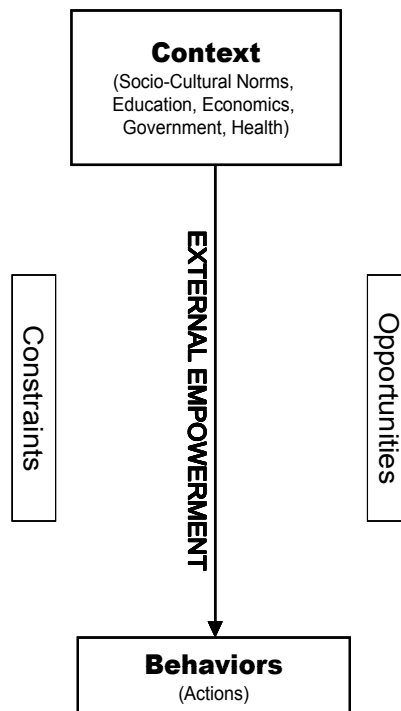 Context
(Socio-Cultural Norms,
Education, Economics,
Government, Health)
EXTERNAL EMPOWERMENT
Constraints
Opportunities
Behaviors
(Actions)